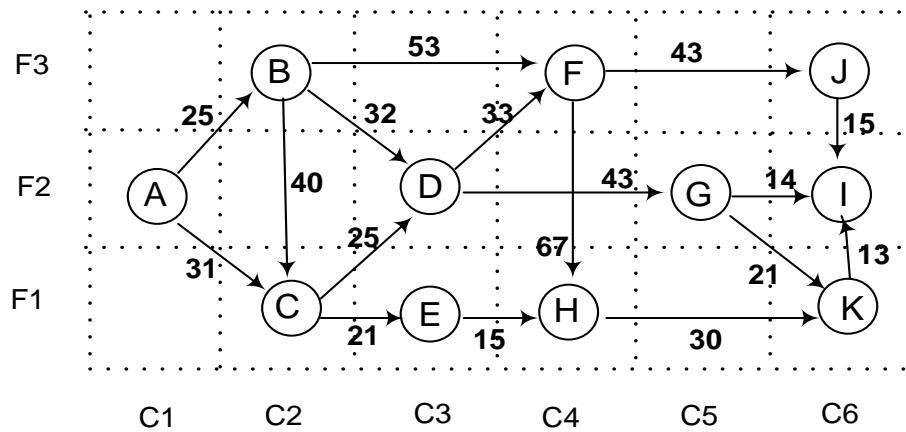 F3 B 53 F 43 J
25 32 33 15
F2 A 40 D 43 G 14 I
31 25 67 21 13
F1 C 21 E 15 H 30 K
C1 C2 C3 C4 C5 C6